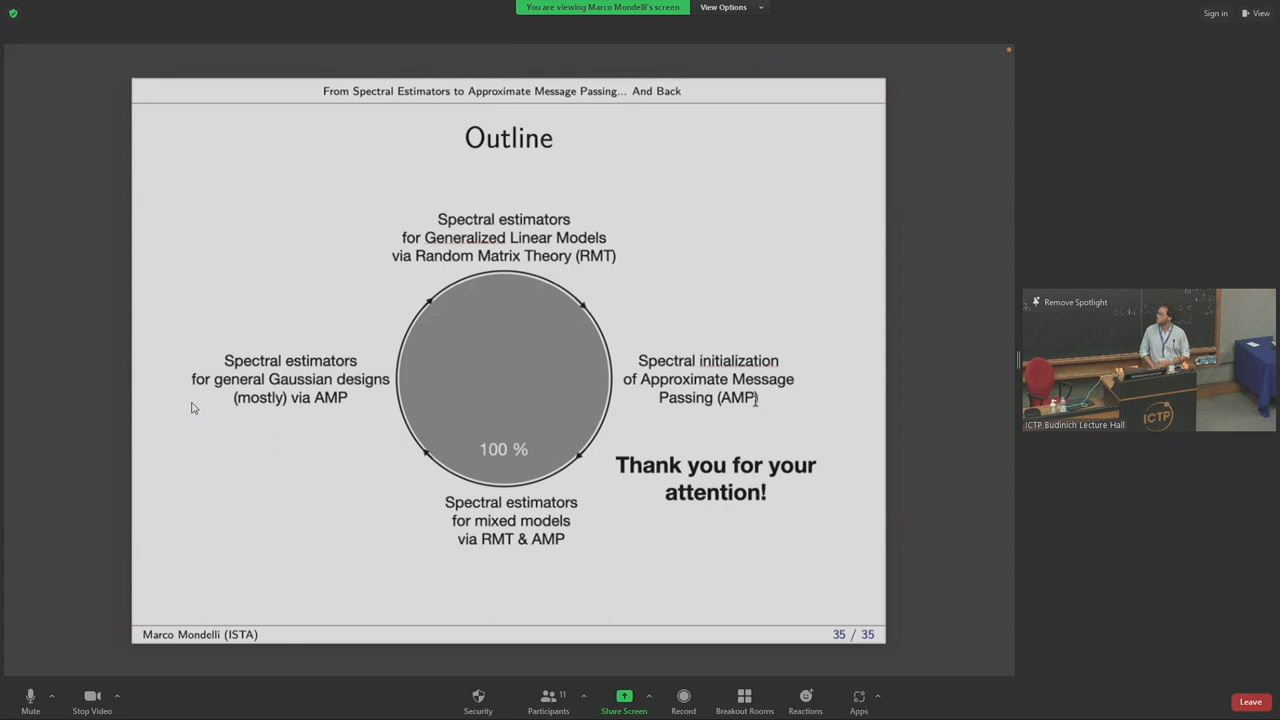 You are viewing Marco Mondelli's screen
View Options
Sign in
View
From Spectral Estimators to Approximate Message Passing... And Back
Outline
Spectral estimators
for Generalized Linear Models
via Random Matrix Theory (RMT)
Spectral estimators
for general Gaussian designs
(mostly) via AMP
Spectral initialization
of Approximate Message
Passing (AMP)
100 %
Thank you for your
attention!
Spectral estimators
for mixed models
via RMT & AMP
Marco Mondelli (ISTA)
35 / 35
Remove Spotlight
ICTP
ICTP Budinich Lecture Hall
Mute
Stop Video
Security
Participants
11
Share Screen
Record
Breakout Rooms
Reactions
Apps
Leave